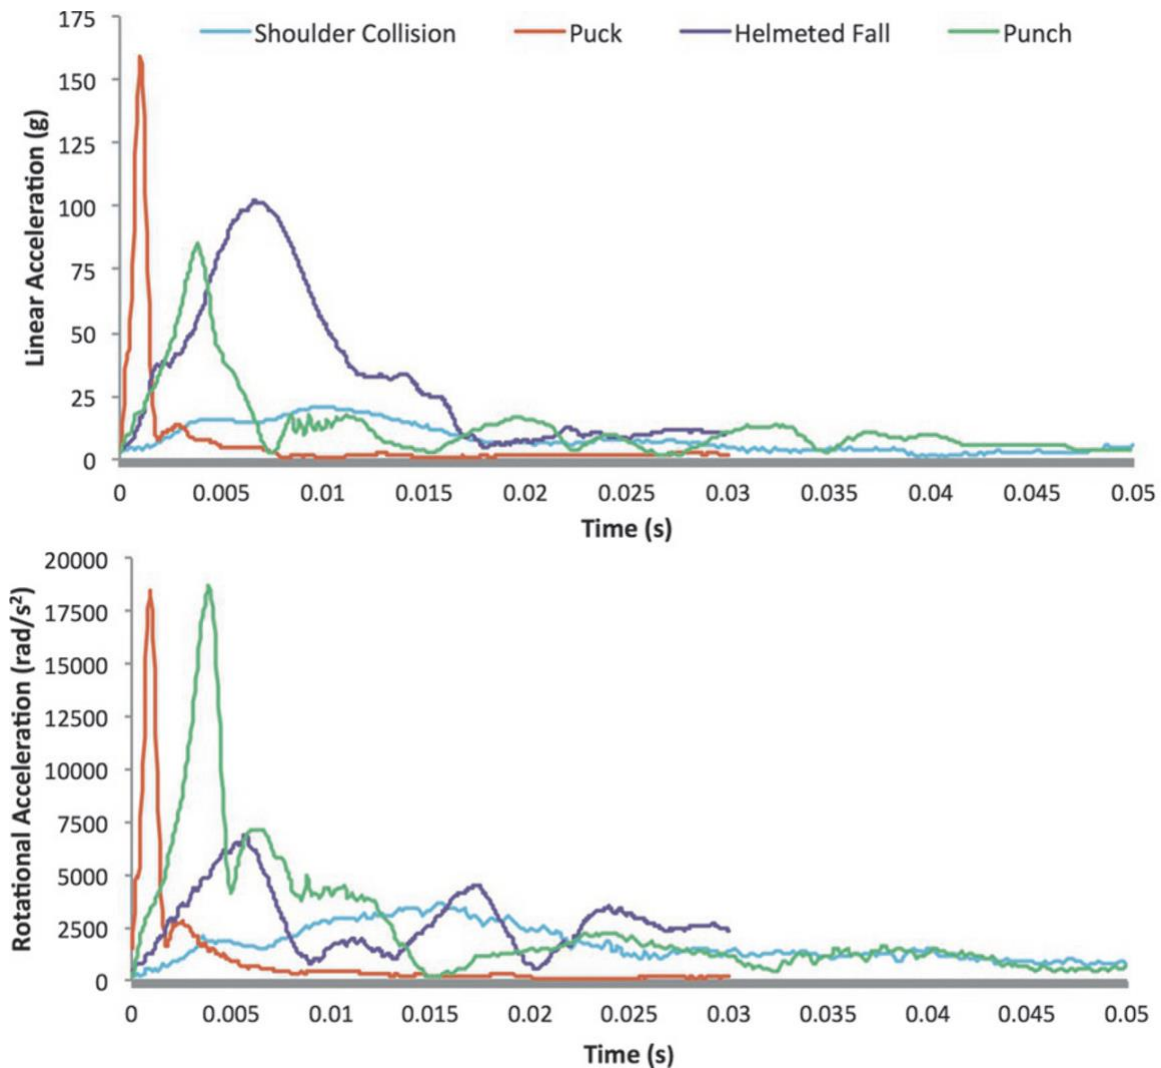 175
Shoulder Collision Puck Helmeted Fall Punch
150
125
100
75
50
25
0
Linear Acceleration (g)
0 0.005 0.01 0.015 0.02 0.025 0.03 0.035 0.04 0.045 0.05
Time (s)
20000
17500
15000
12500
10000
7500
5000
2500
0
Rotational Acceleration (rad/s²)
0 0.005 0.01 0.015 0.02 0.025 0.03 0.035 0.04 0.045 0.05
Time (s)